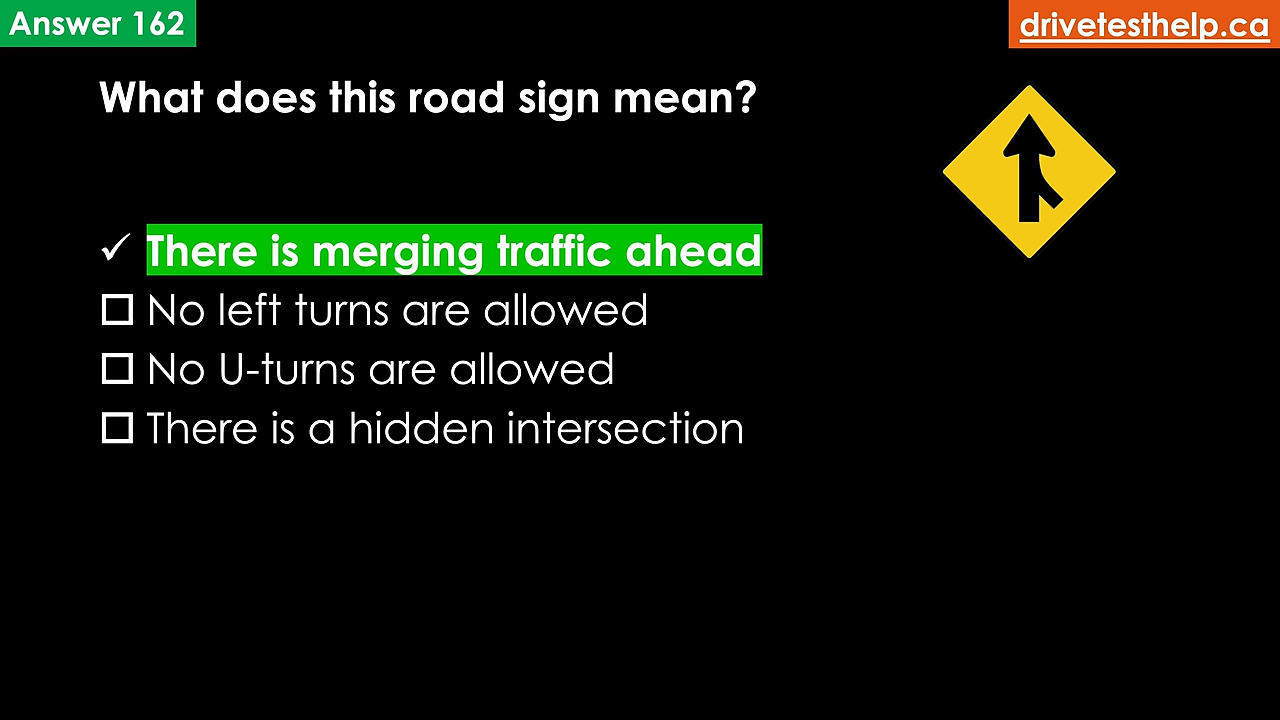 Answer 162
drivetesthelp.ca
What does this road sign mean?
✓ There is merging traffic ahead
☐ No left turns are allowed
☐ No U-turns are allowed
☐ There is a hidden intersection